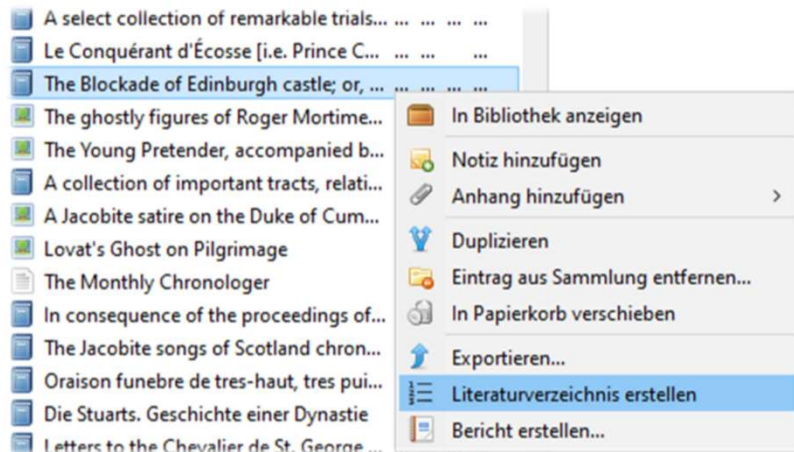 A select collection of remarkable trials... ... ... ...
Le Conquérant d'Écosse [i.e. Prince C... ... ... ...
The Blockade of Edinburgh castle; or, ... ... ... ... ...
The ghostly figures of Roger Mortime...
The Young Pretender, accompanied b...
A collection of important tracts, relati...
A Jacobite satire on the Duke of Cum...
Lovat's Ghost on Pilgrimage
The Monthly Chronologer
In consequence of the proceedings of...
The Jacobite songs of Scotland chron...
Oraison funebre de tres-haut, tres pui...
Die Stuarts. Geschichte einer Dynastie
Letters to the Chevalier de St. George ...
In Bibliothek anzeigen
Notiz hinzufügen
Anhang hinzufügen
Duplizieren
Eintrag aus Sammlung entfernen...
In Papierkorb verschieben
Exportieren...
Literaturverzeichnis erstellen
Bericht erstellen...